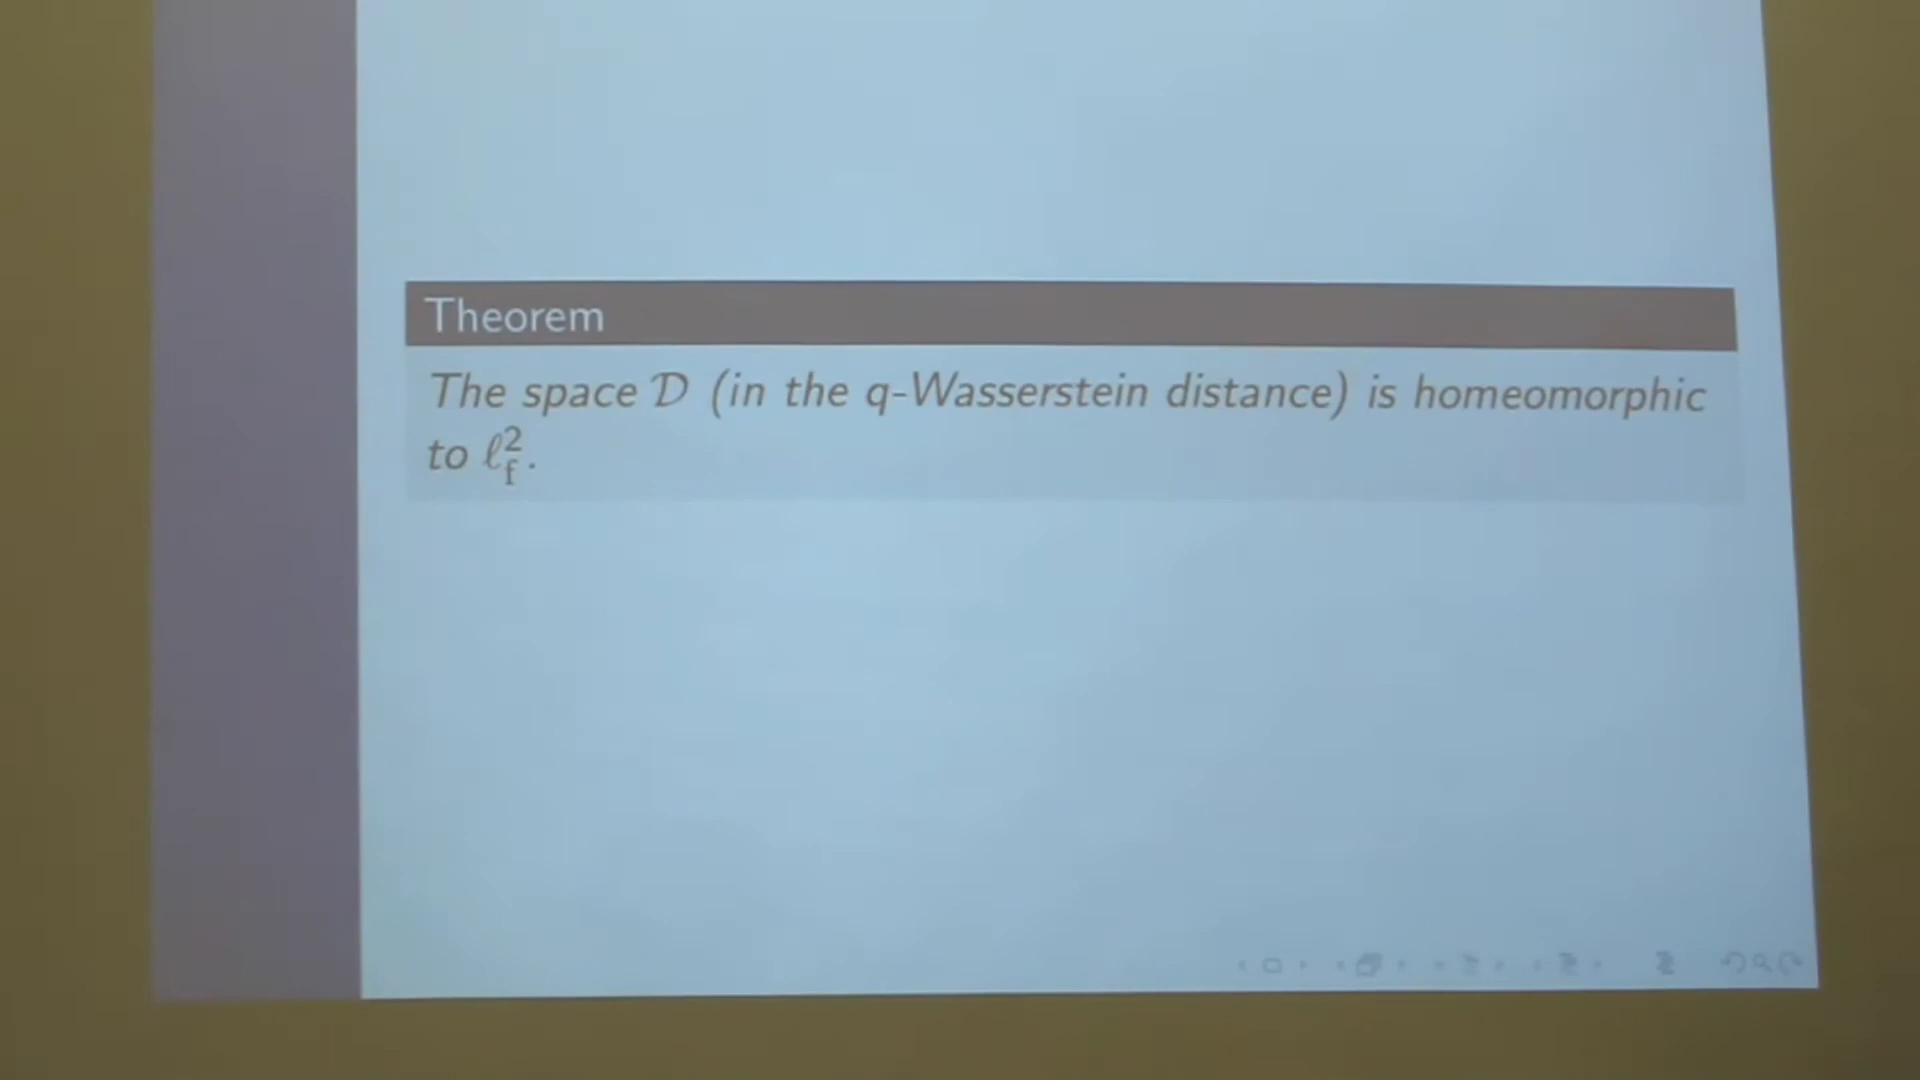 Theorem
The space 𝒟 (in the q-Wasserstein distance) is homeomorphic
to ℓ²_f.